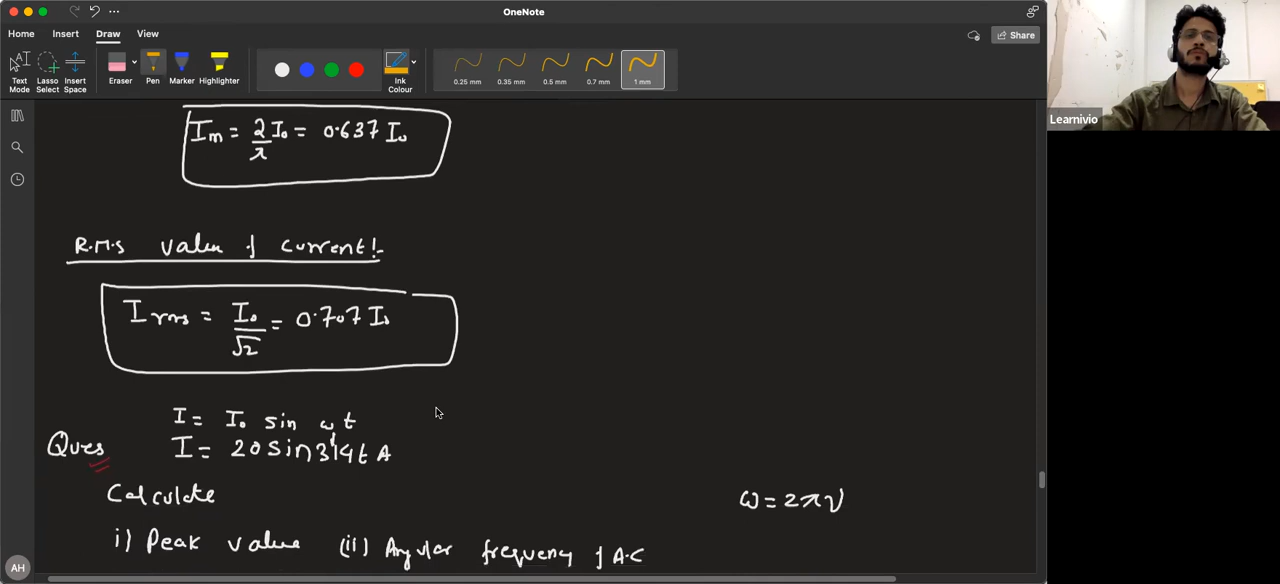 OneNote
Home Insert Draw View
Share
Text Mode Lasso Select Insert Space Eraser Pen Marker Highlighter Ink Colour 0.25 mm 0.35 mm 0.5 mm 0.7 mm 1 mm
Learnivio
Im = 2/π I₀ = 0.637 I₀
R.M.S value of current:-
Irms = I₀/√2 = 0.707 I₀
I = I₀ sin ωt
Ques I = 20 sin 314t A
Calculate
ω = 2πν
i) Peak value (ii) Angular frequency of A.C
AH